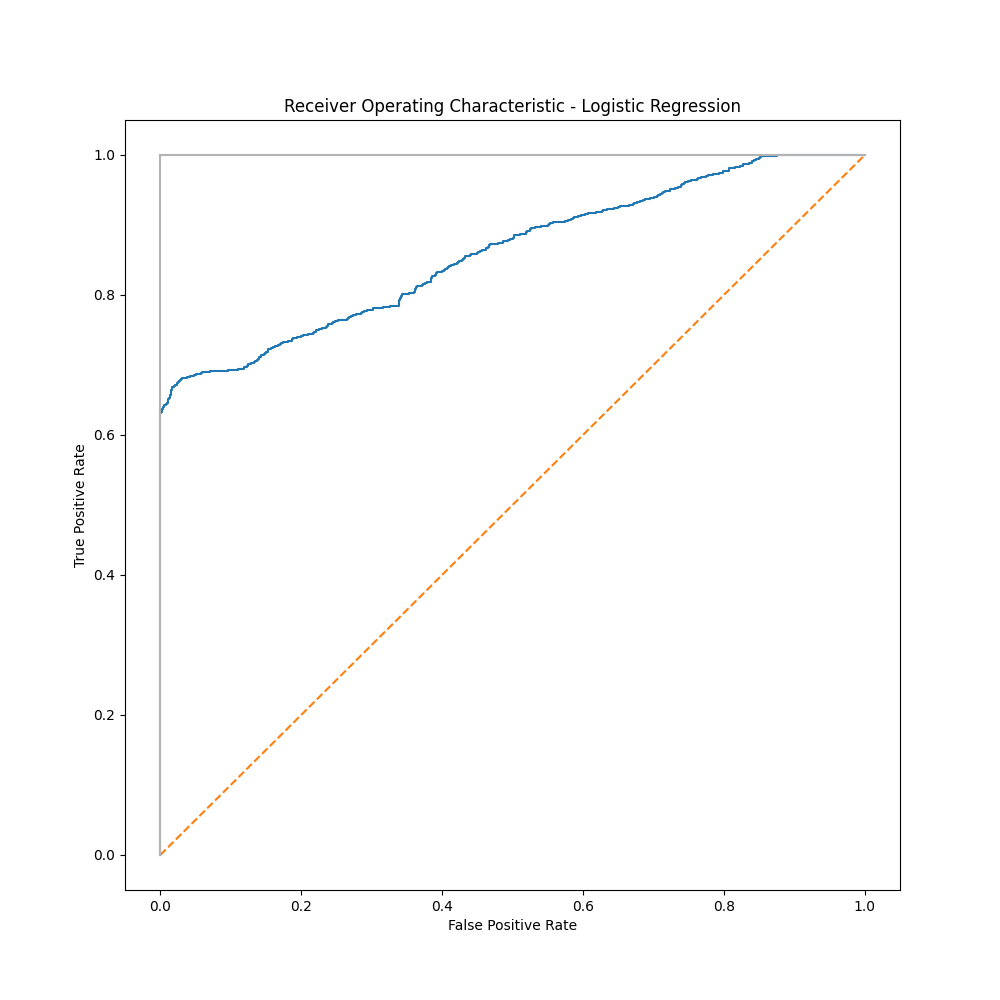 Receiver Operating Characteristic - Logistic Regression
1.0
0.8
0.6
0.4
0.2
0.0
True Positive Rate
0.0 0.2 0.4 0.6 0.8 1.0
False Positive Rate